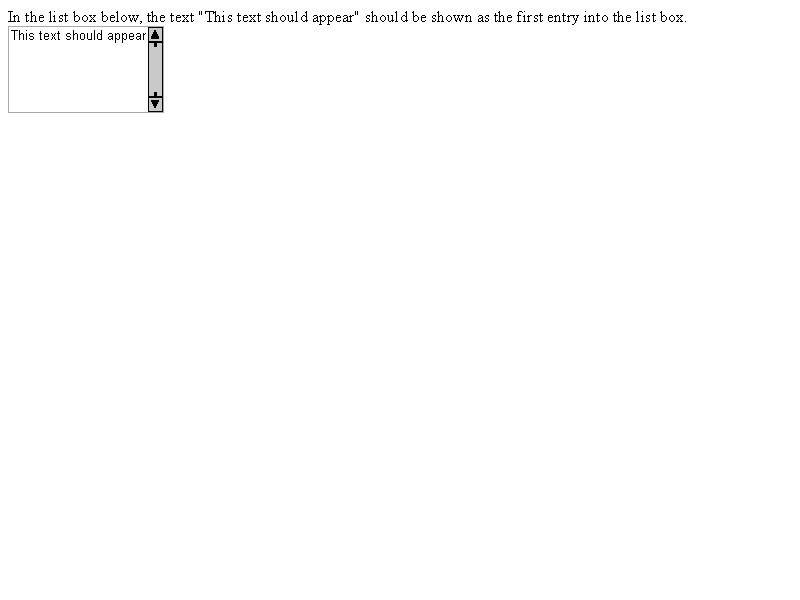 In the list box below, the text "This text should appear" should be shown as the first entry into the list box.
This text should appear